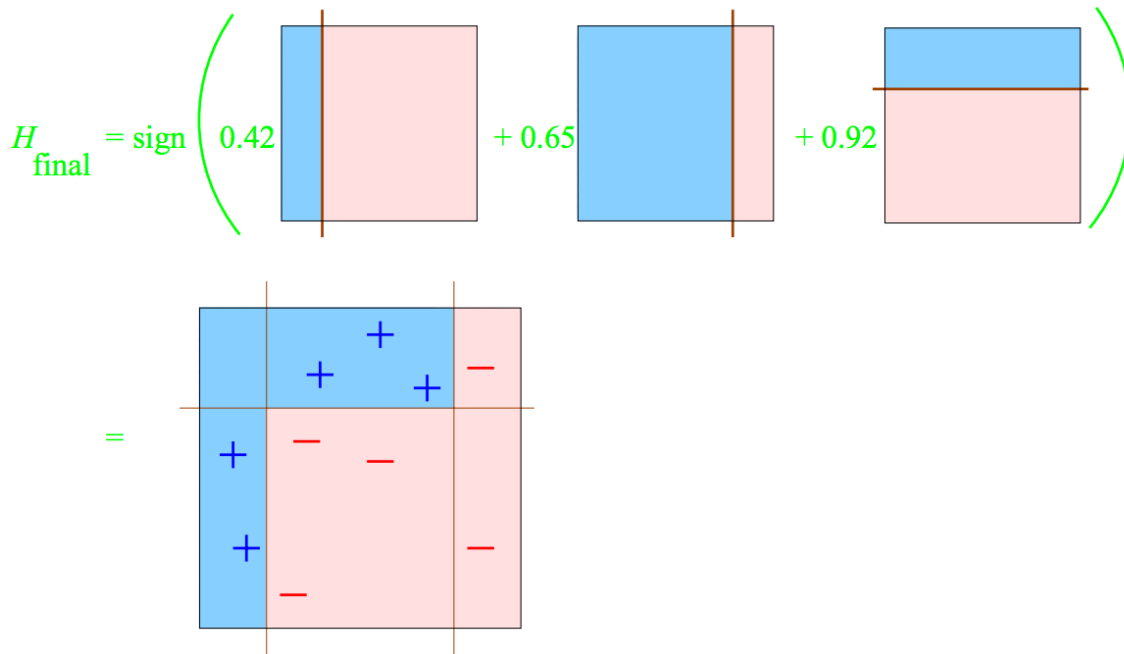 H final = sign ( 0.42 + 0.65 + 0.92 )
=
+ + + −
+ − −
+ − −